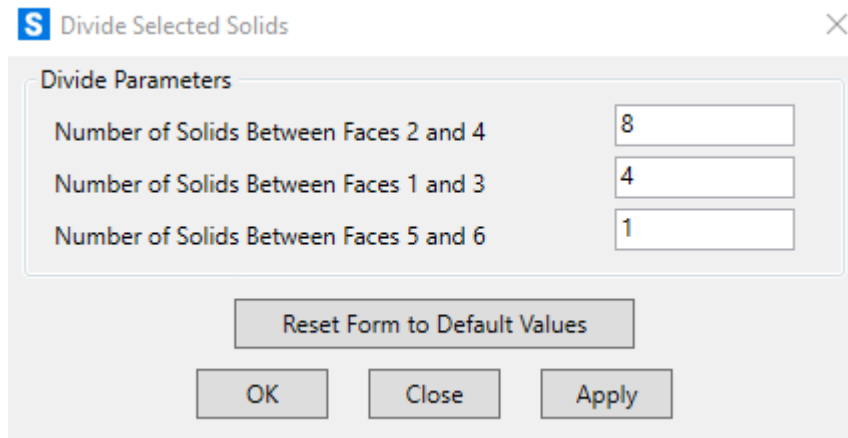 S Divide Selected Solids
Divide Parameters
Number of Solids Between Faces 2 and 4 8
Number of Solids Between Faces 1 and 3 4
Number of Solids Between Faces 5 and 6 1
Reset Form to Default Values
OK Close Apply